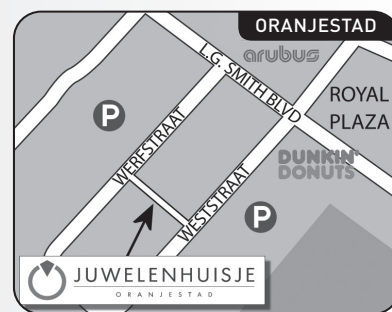 ORANJESTAD
arubus
L.G. SMITH BLVD
ROYAL
PLAZA
P
WERFSTRAAT
DUNKIN'
DONUTS
WESTSTRAAT
P
JUWELENHUISJE
ORANJESTAD